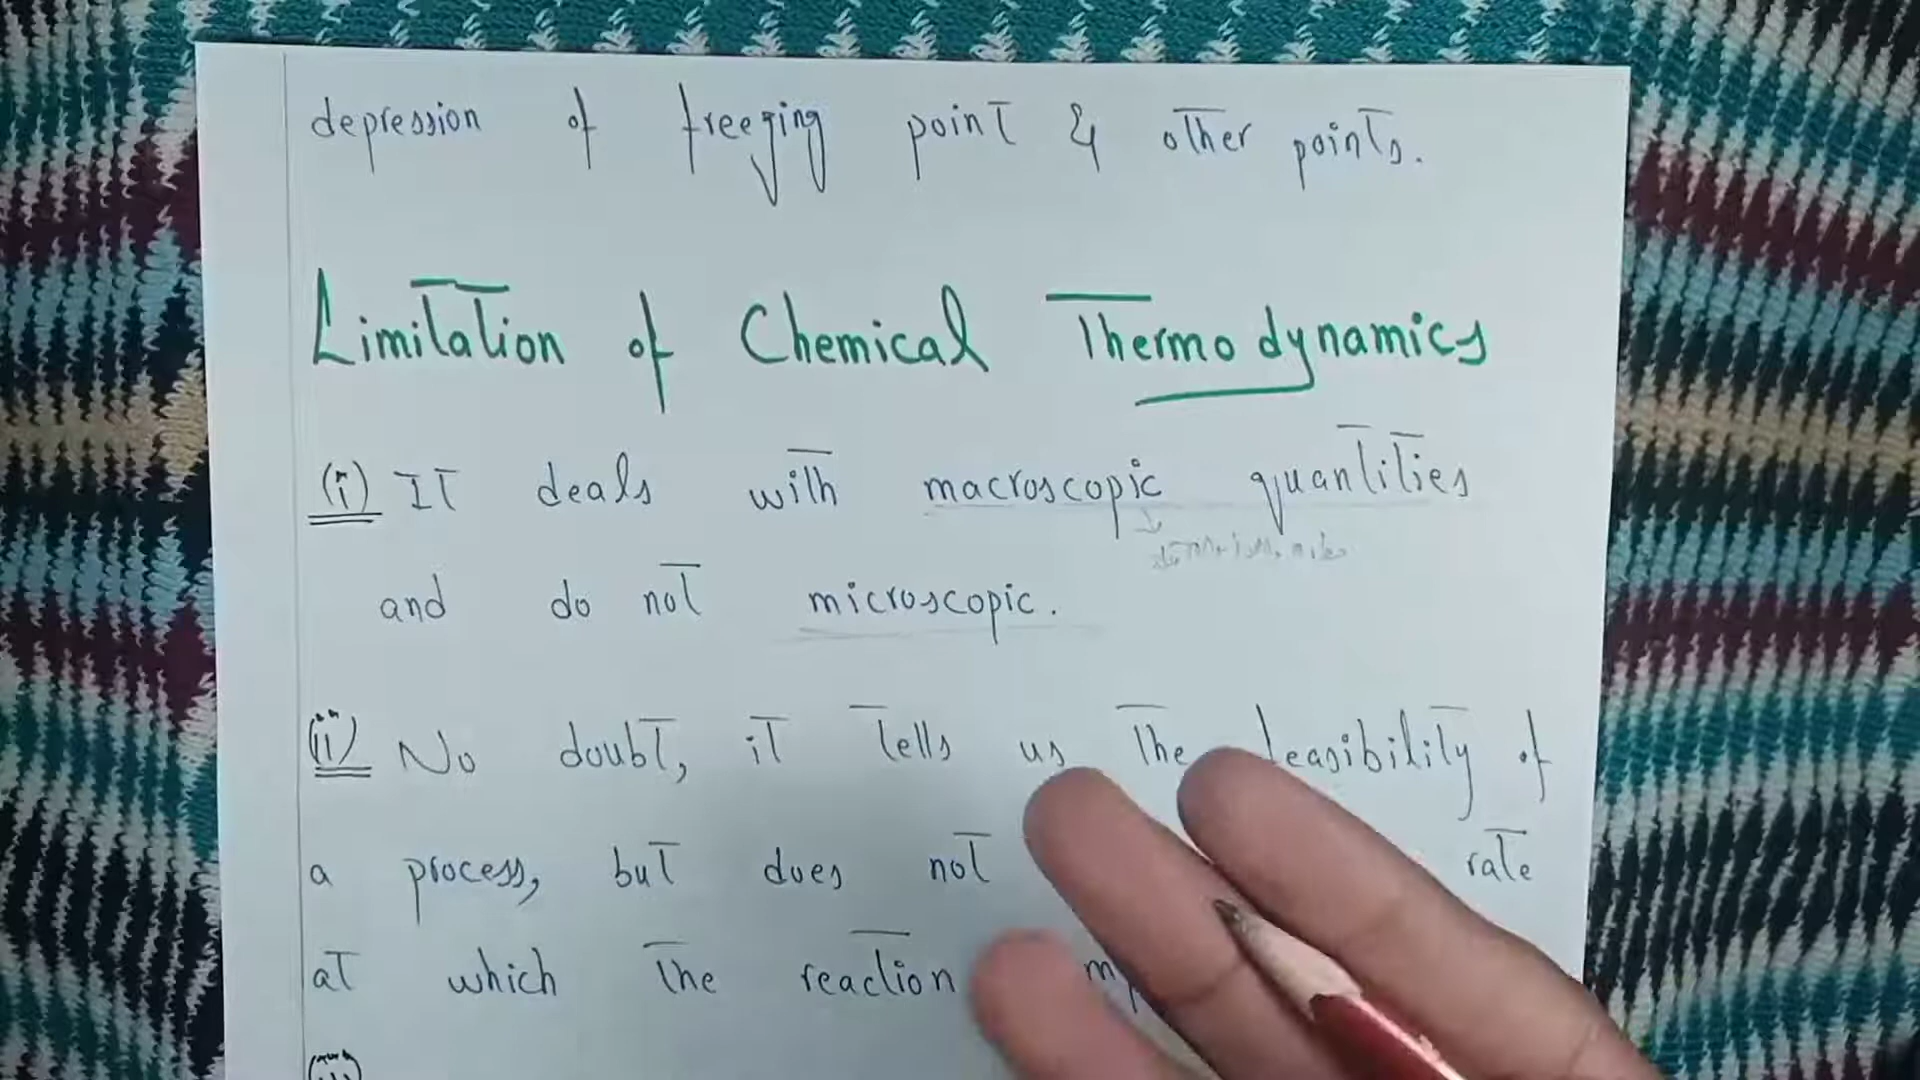 depression of freezing point & other points.
Limitation of Chemical Thermodynamics
(i) It deals with macroscopic quantities
and do not microscopic.
(ii) No doubt, it tells us the feasibility of
a process, but does not rate
at which the reaction
(iii)